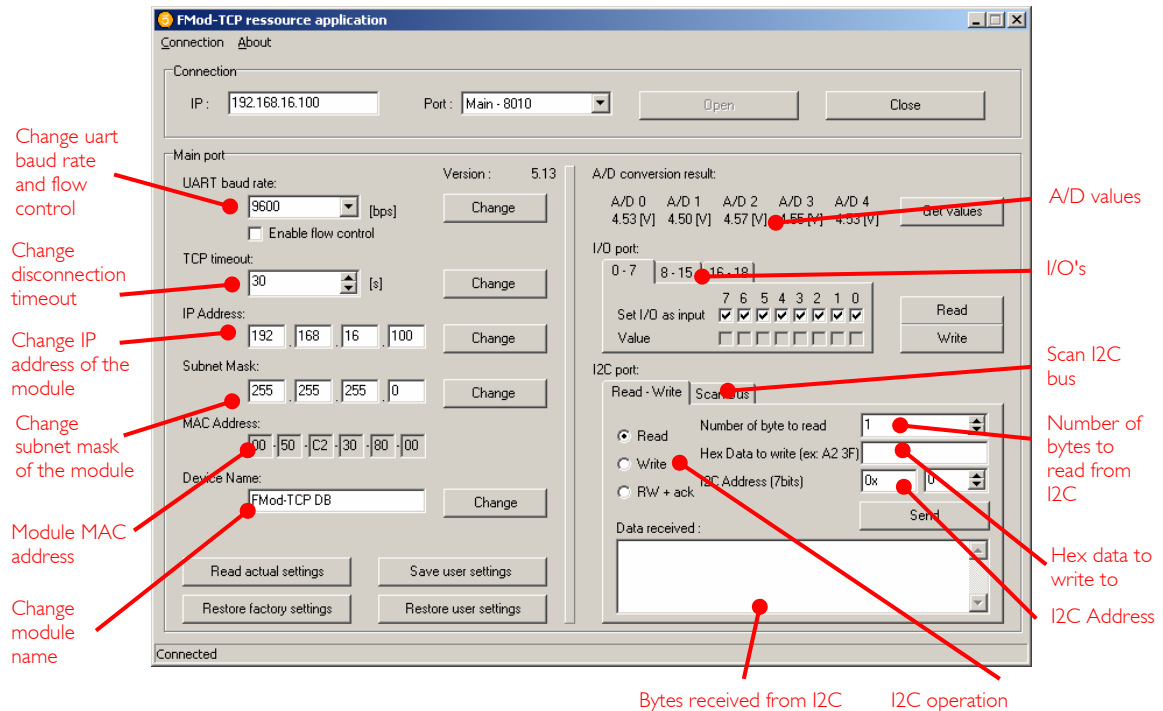 FMod-TCP ressource application
Connection About
Connection
IP : 192.168.16.100 Port : Main - 8010 Open Close
Change uart
baud rate
and flow
control
Change
disconnection
timeout
Change IP
address of the
module
Change
subnet mask
of the module
Module MAC
address
Change
module
name
Main port
Version : 5.13
UART baud rate:
9600 [bps] Change
Enable flow control
TCP timeout:
30 [s] Change
IP Address:
192 . 168 . 16 . 100 Change
Subnet Mask:
255 . 255 . 255 . 0 Change
MAC Address:
00 - 50 - C2 - 30 - 80 - 00
Device Name:
FMod-TCP DB Change
Read actual settings Save user settings
Restore factory settings Restore user settings
A/D conversion result:
A/D 0 A/D 1 A/D 2 A/D 3 A/D 4
4.53 [V] 4.50 [V] 4.57 [V] 4.55 [V] 4.53 [V] Get values
I/O port:
0 - 7 8 - 15 16 - 18
7 6 5 4 3 2 1 0
Set I/O as input Read
Value Write
I2C port:
Read - Write Scan bus
Read Number of byte to read 1
Hex Data to write (ex: A2 3F)
Write
I2C Address (7bits) 0x 0
RW + ack
Send
Data received :
A/D values
I/O's
Scan I2C
bus
Number of
bytes to
read from
I2C
Hex data to
write to
I2C Address
Connected
Bytes received from I2C I2C operation